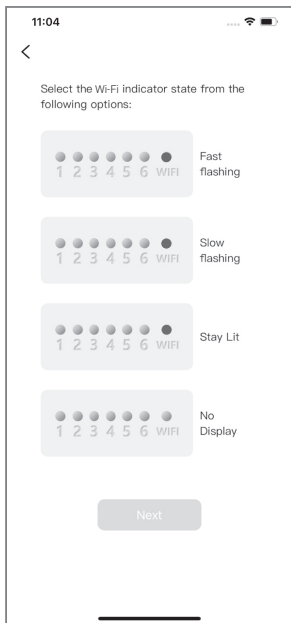 11:04
Select the Wi-Fi indicator state from the
following options:
1 2 3 4 5 6 WIFI
Fast
flashing
1 2 3 4 5 6 WIFI
Slow
flashing
1 2 3 4 5 6 WIFI
Stay Lit
1 2 3 4 5 6 WIFI
No
Display
Next